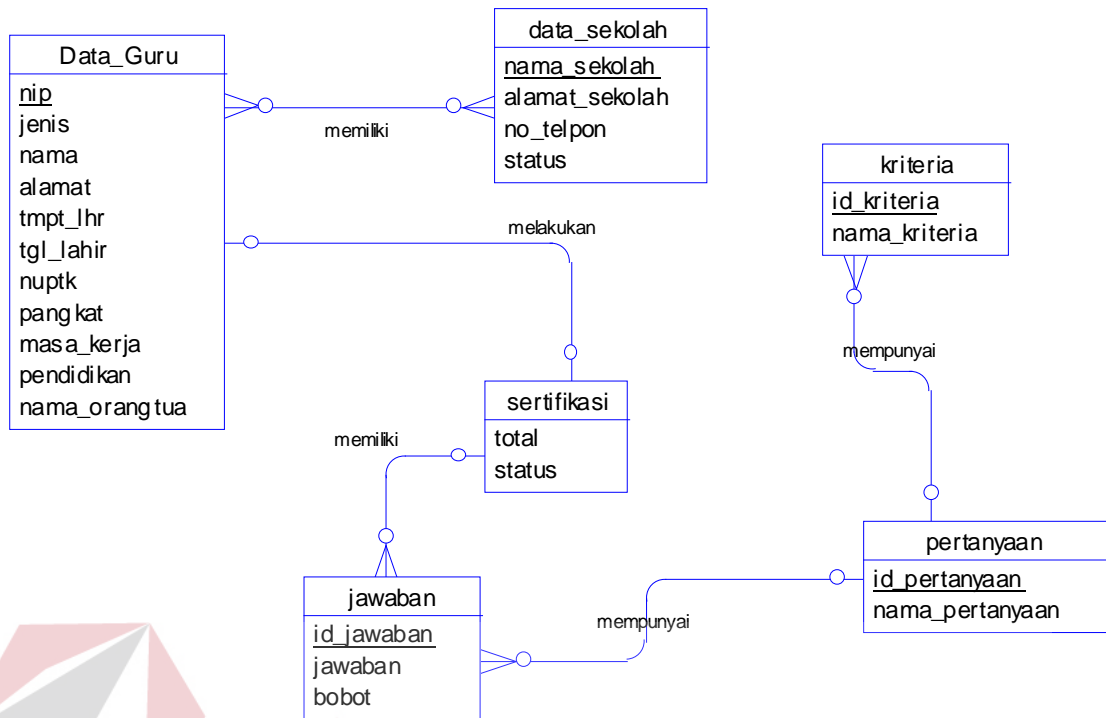 Data_Guru
nip
jenis
nama
alamat
tmpt_lhr
tgl_lahir
nuptk
pangkat
masa_kerja
pendidikan
nama_orangtua
memiliki
data_sekolah
nama_sekolah
alamat_sekolah
no_telpon
status
melakukan
kriteria
id_kriteria
nama_kriteria
mempunyai
sertifikasi
total
status
memiliki
jawaban
id_jawaban
jawaban
bobot
mempunyai
pertanyaan
id_pertanyaan
nama_pertanyaan